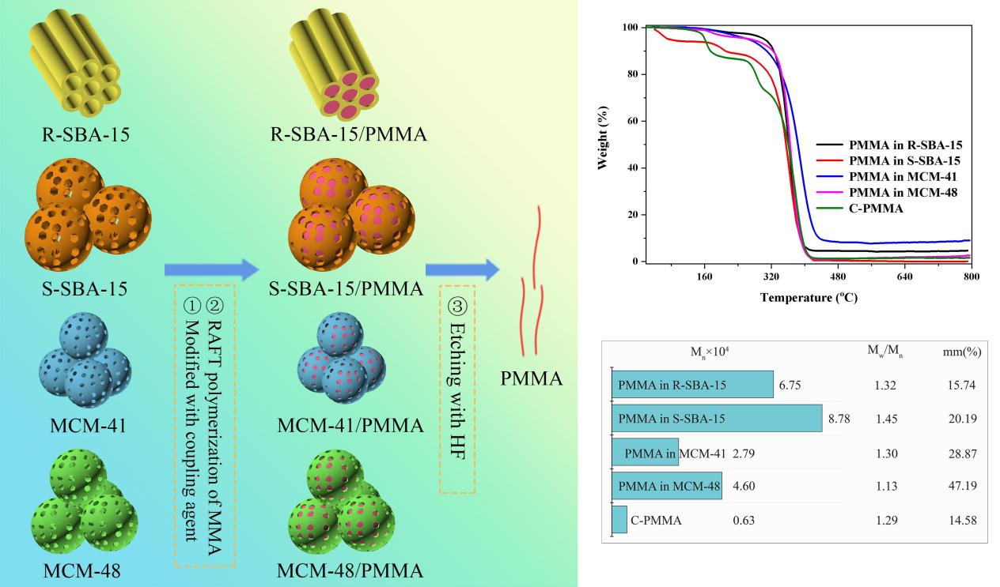 R-SBA-15
R-SBA-15/PMMA
S-SBA-15
S-SBA-15/PMMA
MCM-41
MCM-41/PMMA
MCM-48
MCM-48/PMMA
① Modified with coupling agent
② RAFT polymerization of MMA
③ Etching with HF
PMMA
Weight (%)
100
80
60
40
20
0
160
320
480
640
800
Temperature (°C)
PMMA in R-SBA-15
PMMA in S-SBA-15
PMMA in MCM-41
PMMA in MCM-48
C-PMMA
Mn×10⁴ Mw/Mn mm(%)
PMMA in R-SBA-15 6.75 1.32 15.74
PMMA in S-SBA-15 8.78 1.45 20.19
PMMA in MCM-41 2.79 1.30 28.87
PMMA in MCM-48 4.60 1.13 47.19
C-PMMA 0.63 1.29 14.58